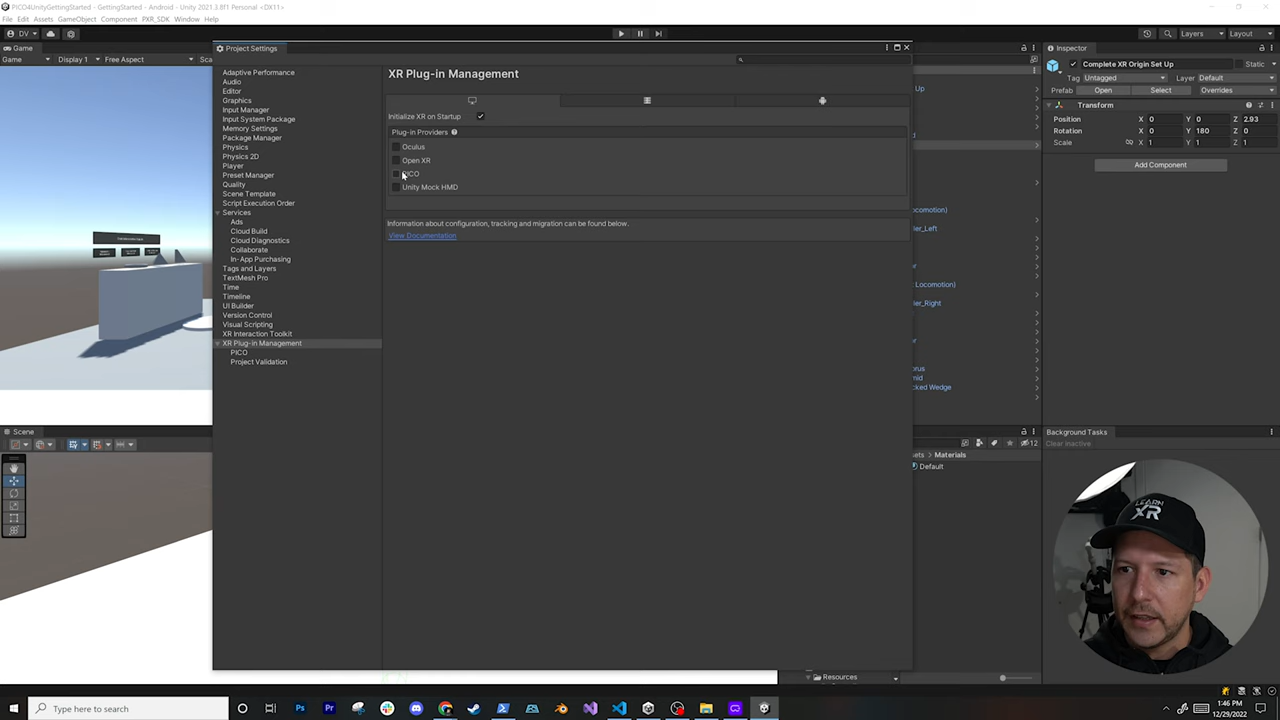 PICO4UnityGettingStarted - GettingStarted - Android - Unity 2021.3.8f1 Personal <DX11>
File Edit Assets GameObject Component PXR_SDK Window Help
DV
Layers
Layout
Game
Display 1
Free Aspect
Project Settings
Adaptive Performance
Audio
Editor
Graphics
Input Manager
Input System Package
Memory Settings
Package Manager
Physics
Physics 2D
Player
Preset Manager
Quality
Scene Template
Script Execution Order
Services
Ads
Cloud Build
Cloud Diagnostics
Collaborate
In-App Purchasing
Tags and Layers
TextMesh Pro
Time
Timeline
UI Builder
Version Control
Visual Scripting
XR Interaction Toolkit
XR Plug-in Management
PICO
Project Validation
XR Plug-in Management
Initialize XR on Startup
Plug-in Providers
Oculus
Open XR
PICO
Unity Mock HMD
Information about configuration, tracking and migration can be found below.
View Documentation
Inspector
Complete XR Origin Set Up
Static
Tag Untagged
Layer Default
Prefab Open Select Overrides
Transform
Position X 0 Y 0 Z 2.93
Rotation X 0 Y 180 Z 0
Scale X 1 Y 1 Z 1
Add Component
Scene
12
Materials
Default
Resources
Background Tasks
Clear inactive
LEARN
XR
Type here to search
1:46 PM
12/29/2022